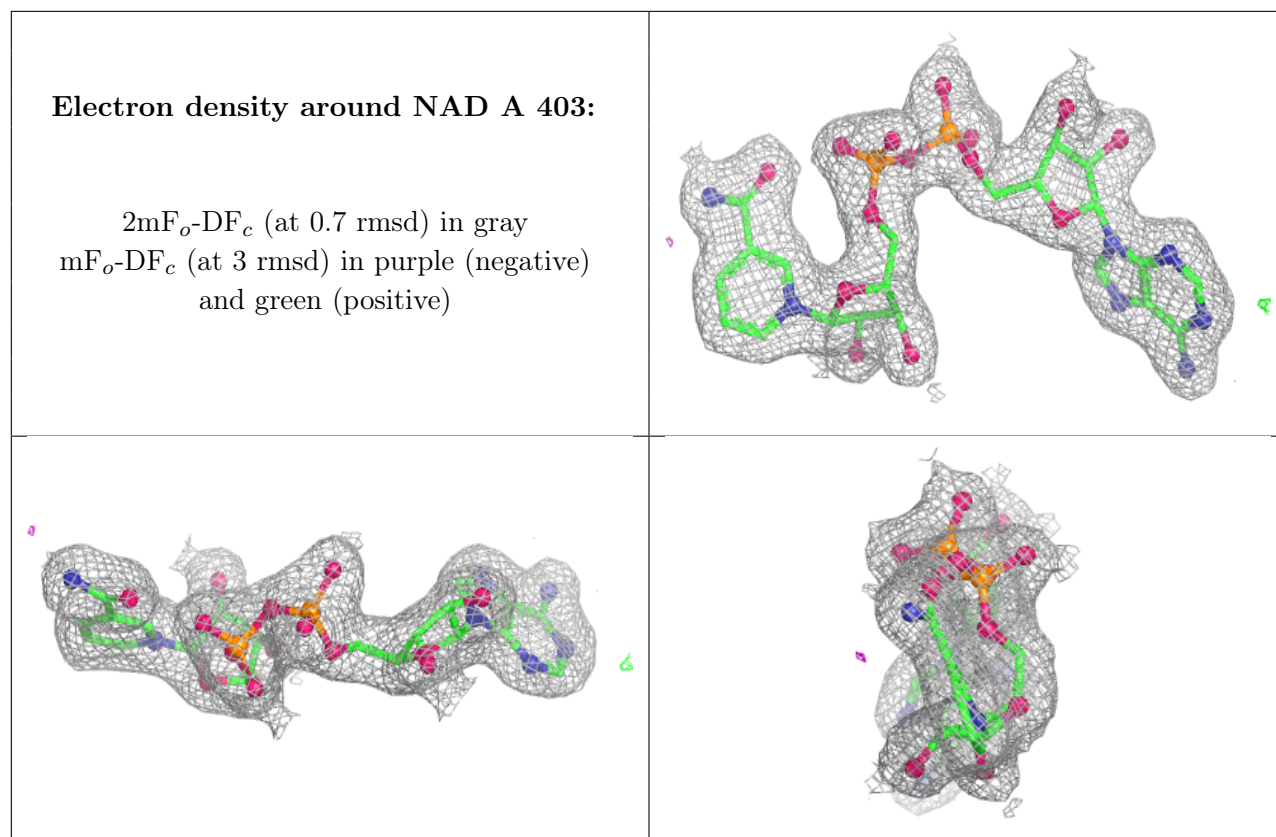 Electron density around NAD A 403:
2mFo-DFc (at 0.7 rmsd) in gray
mFo-DFc (at 3 rmsd) in purple (negative)
and green (positive)